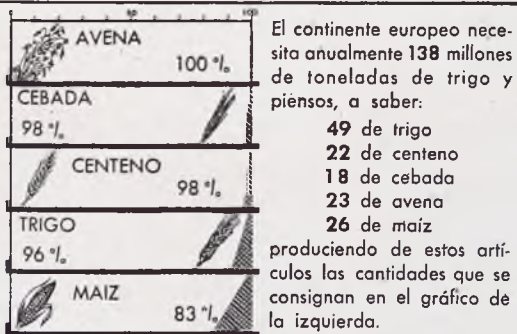 AVENA
100 %
CEBADA
98 %
CENTENO
98 %
TRIGO
96 %
MAIZ
83 %
El continente europeo nece-
sita anualmente 138 millones
de toneladas de trigo y
piensos, a saber:
49 de trigo
22 de centeno
18 de cebada
23 de avena
26 de maíz
produciendo de estos artí-
culos las cantidades que se
consignan en el gráfico de
la izquierda.